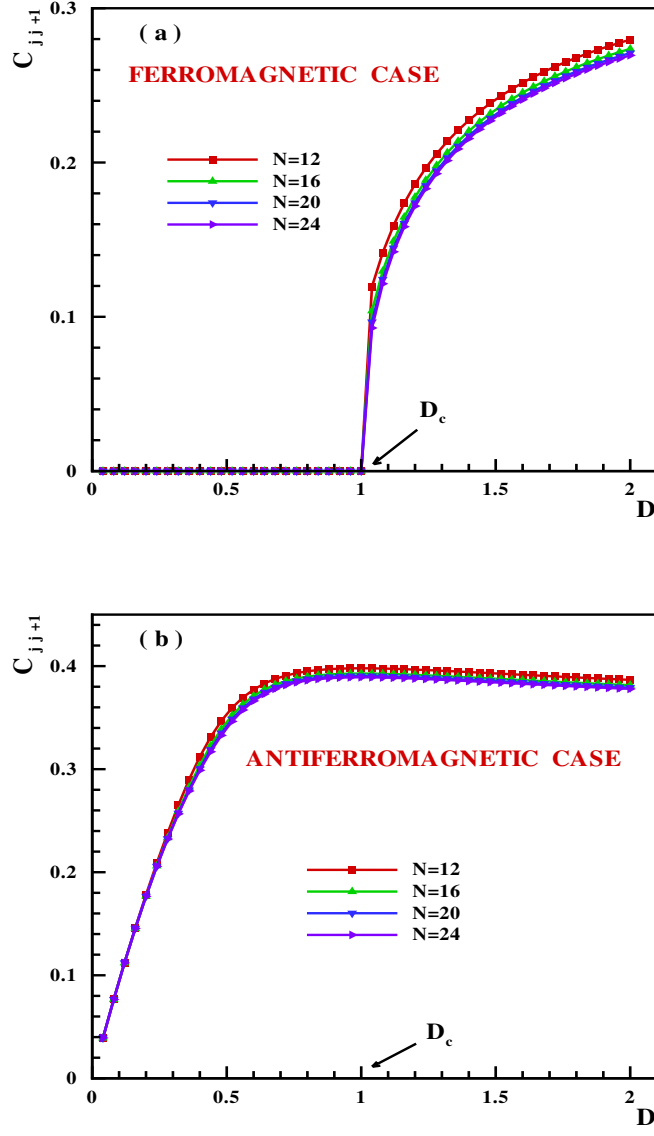 ( a )
FERROMAGNETIC CASE
C j j+1
0.3
0.2
0.1
0
N=12
N=16
N=20
N=24
D c
0 0.5 1 1.5 2
D
( b )
C j j+1
0.4
0.3
0.2
0.1
0
ANTIFERROMAGNETIC CASE
N=12
N=16
N=20
N=24
D c
0 0.5 1 1.5 2
D